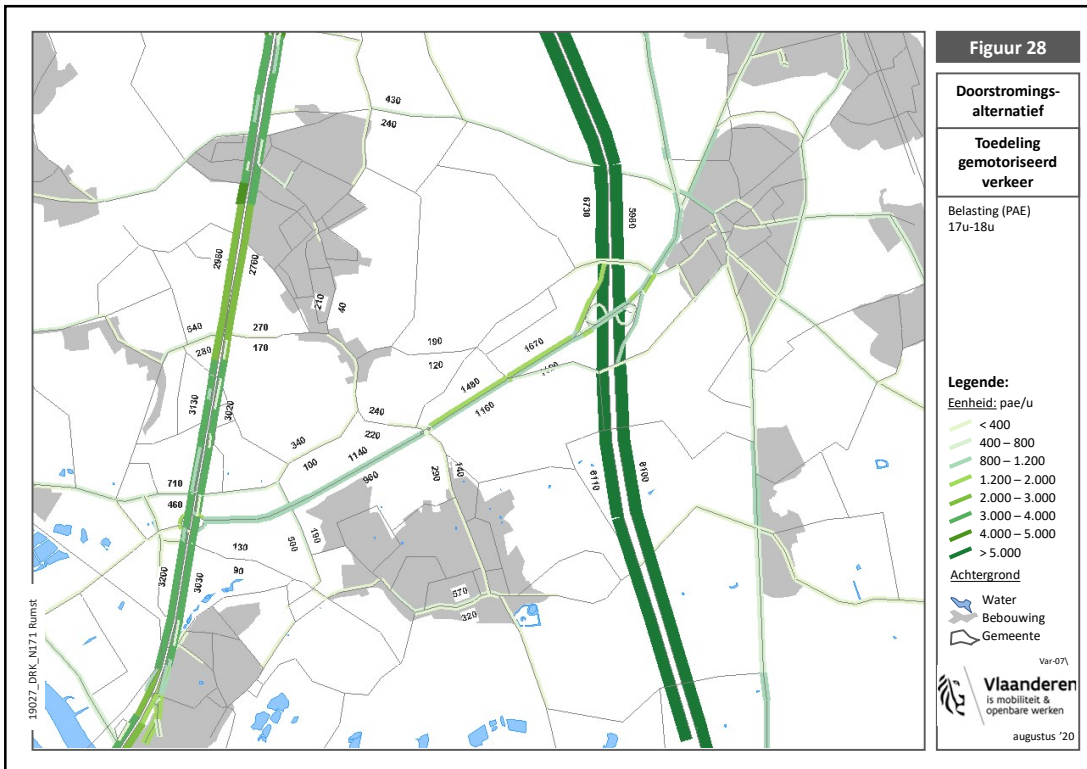 Figuur 28
Doorstromings-
alternatief
Toedeling
gemotoriseerd
verkeer
Belasting (PAE)
17u-18u
Legende:
Eenheid: pae/u
< 400
400 – 800
800 – 1.200
1.200 – 2.000
2.000 – 3.000
3.000 – 4.000
4.000 – 5.000
> 5.000
Achtergrond
Water
Bebouwing
Gemeente
Var-07\
Vlaanderen
is mobiliteit &
openbare werken
augustus '20
19027_DRK_N171 Rumst
430
240
6730
5980
2980
2760
210
40
540
270
280
170
190
120
1670
1480
1160
3130
3020
240
220
340
100
1140
960
290
140
6110
6100
710
460
130
90
500
190
3200
3030
570
320